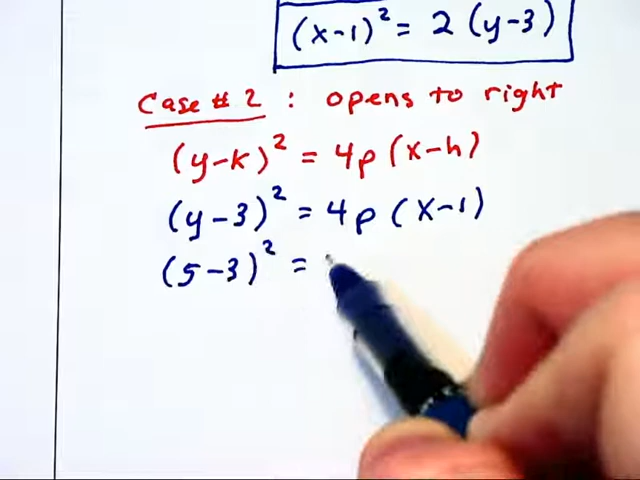 (x-1)² = 2 (y-3)
Case # 2 : opens to right
(y-k)² = 4p (x-h)
(y-3)² = 4p (x-1)
(5-3)² =